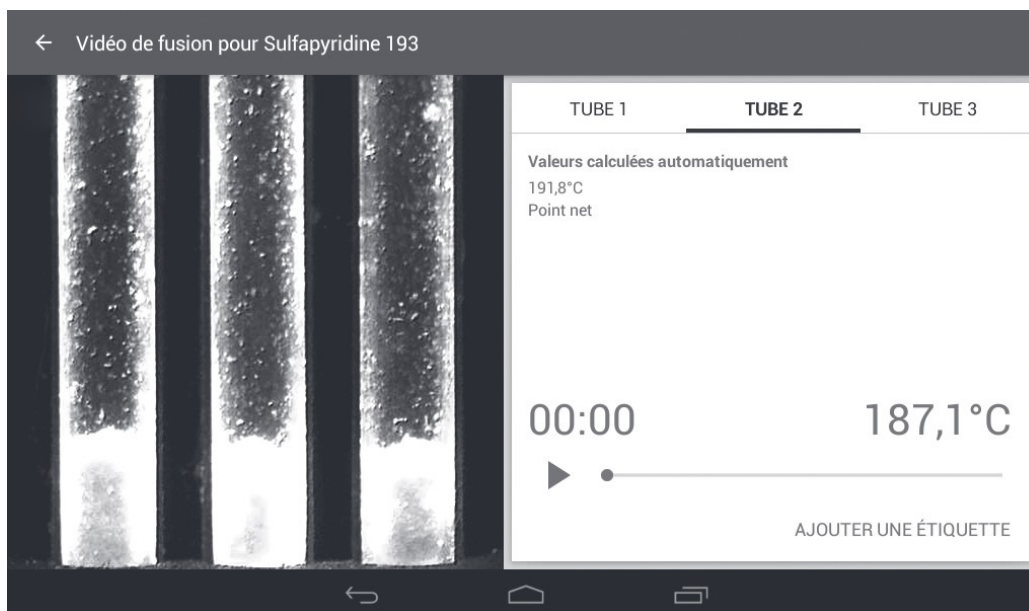 Vidéo de fusion pour Sulfapyridine 193
TUBE 1 TUBE 2 TUBE 3
Valeurs calculées automatiquement
191,8°C
Point net
00:00 187,1°C
AJOUTER UNE ÉTIQUETTE